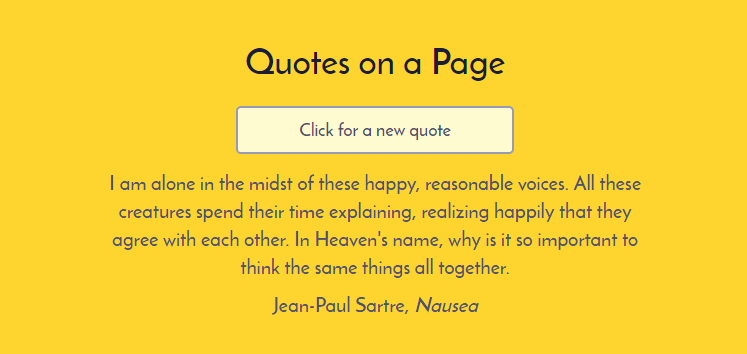 Quotes on a Page
Click for a new quote
I am alone in the midst of these happy, reasonable voices. All these
creatures spend their time explaining, realizing happily that they
agree with each other. In Heaven's name, why is it so important to
think the same things all together.
Jean-Paul Sartre, Nausea